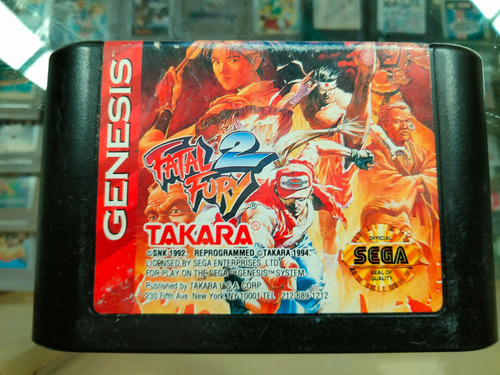 GENESIS
FATAL
FURY
2
TAKARA®
©SNK 1992, REPROGRAMMED ©TAKARA 1994.
LICENSED BY SEGA ENTERPRISES, LTD.
FOR PLAY ON THE SEGA™ GENESIS™ SYSTEM.
Published by TAKARA U.S.A. CORP.
230 Fifth Ave. New York NY 10001 TEL. 212-689-1212
OFFICIAL
SEGA
SEAL OF
QUALITY